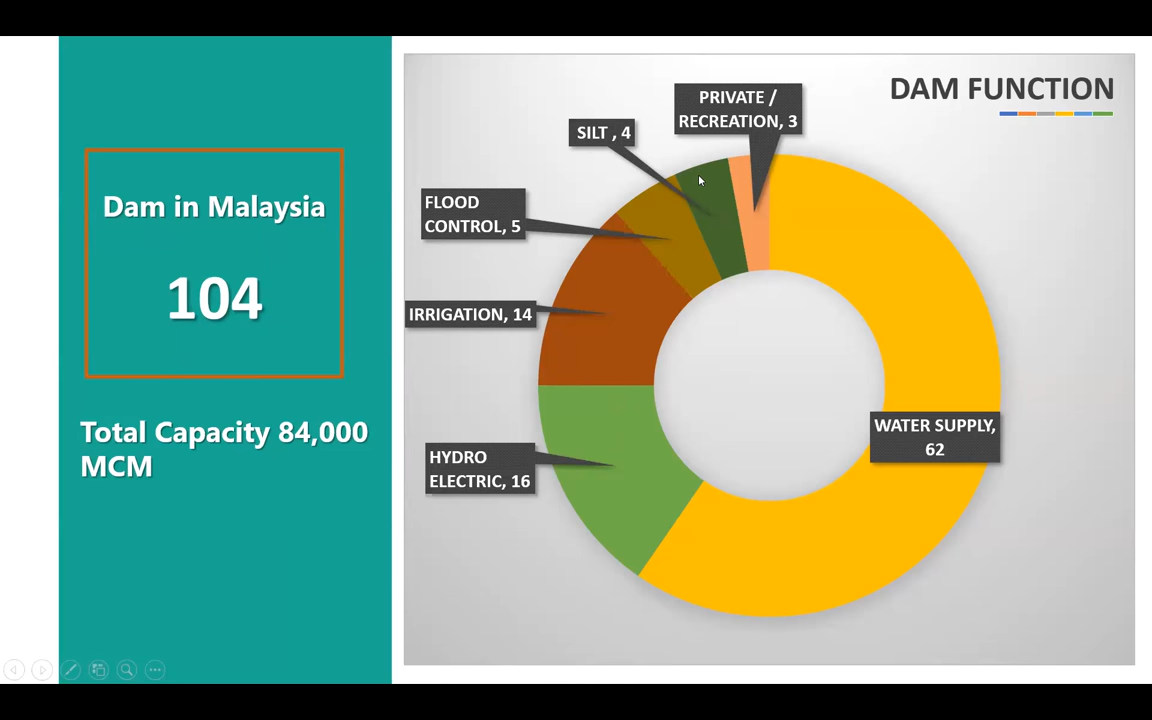 Dam in Malaysia
104
Total Capacity 84,000
MCM
DAM FUNCTION
PRIVATE /
RECREATION, 3
SILT , 4
FLOOD
CONTROL, 5
IRRIGATION, 14
HYDRO
ELECTRIC, 16
WATER SUPPLY,
62